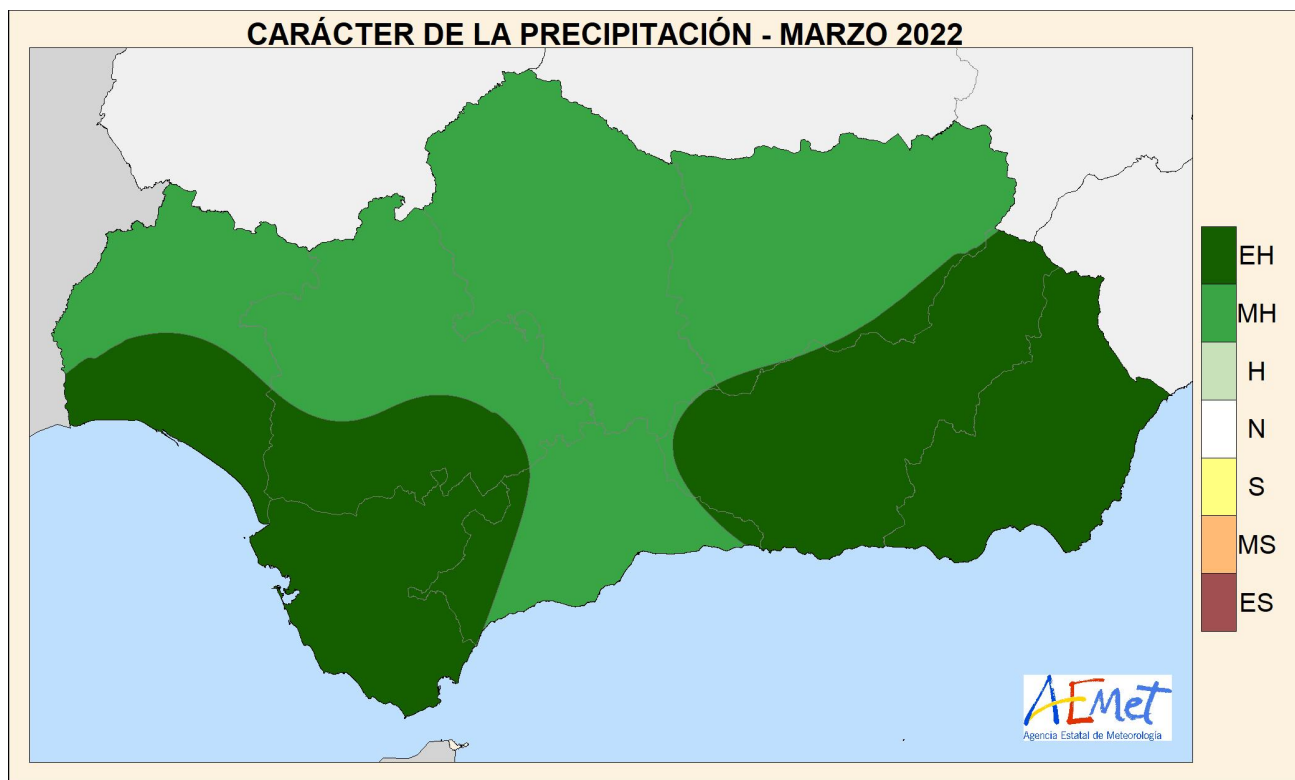 CARÁCTER DE LA PRECIPITACIÓN - MARZO 2022
EH
MH
H
N
S
MS
ES
AEMet
Agencia Estatal de Meteorología